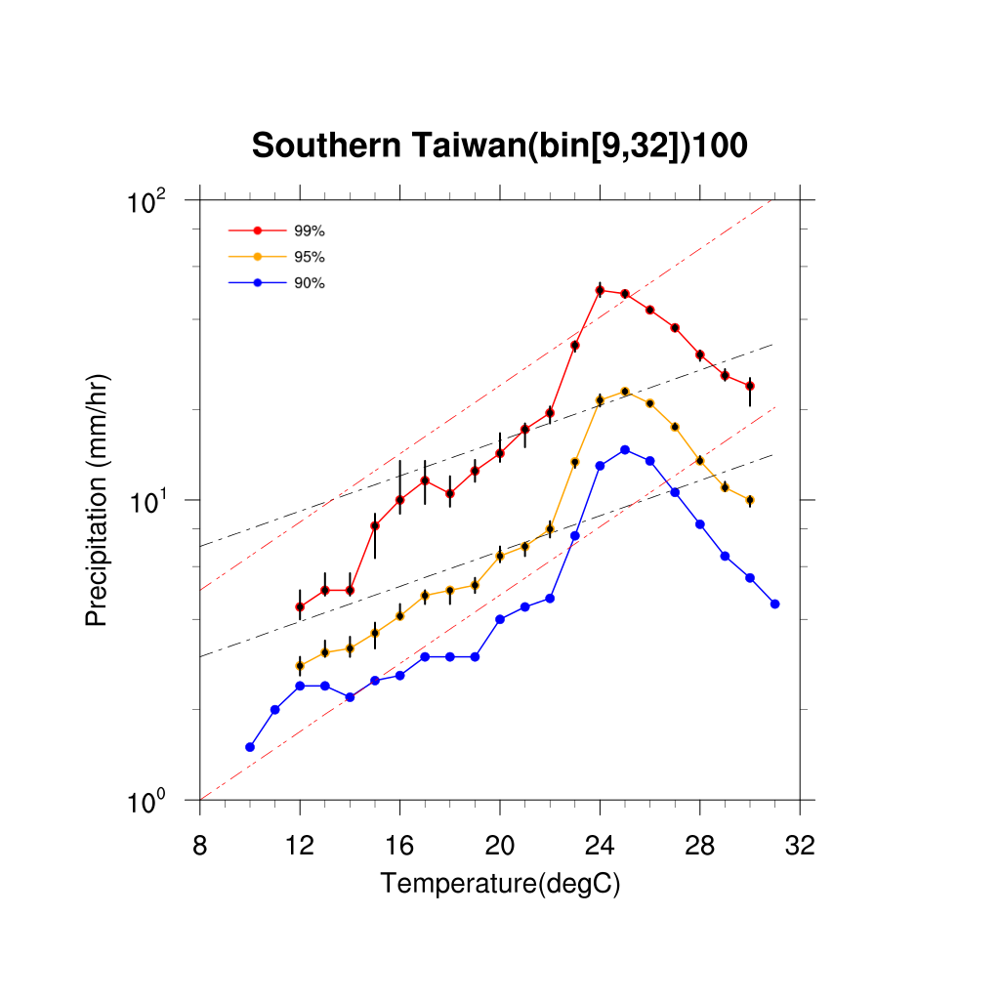 Southern Taiwan(bin[9,32])100
10²
99%
95%
90%
10¹
10⁰
Precipitation (mm/hr)
8 12 16 20 24 28 32
Temperature(degC)